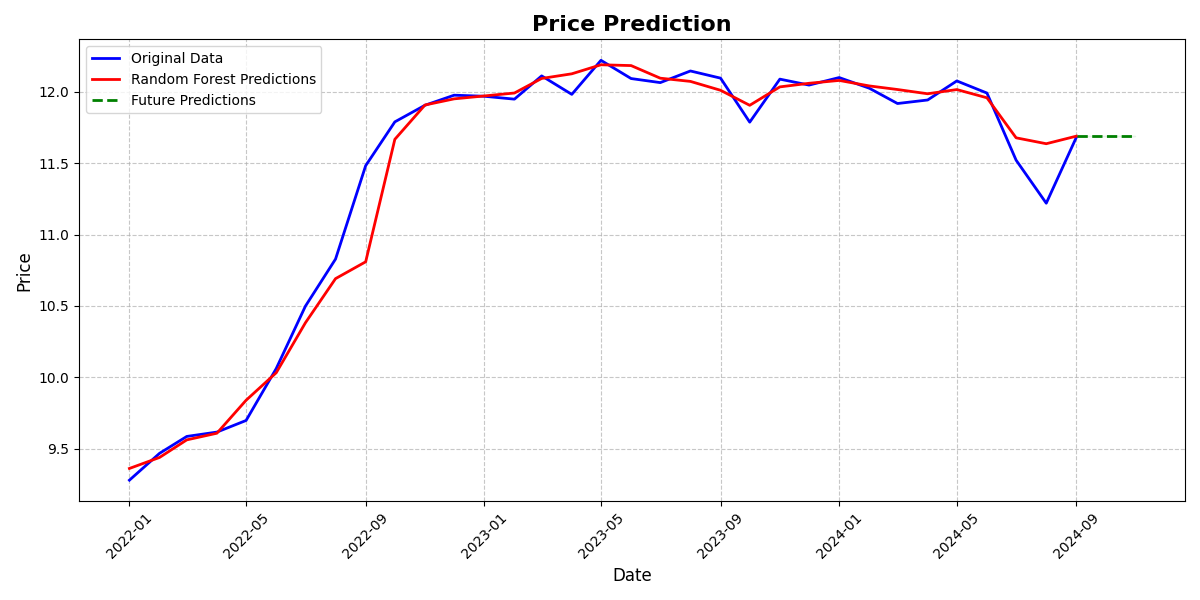 Price Prediction
Original Data
Random Forest Predictions
Future Predictions
Price
12.0
11.5
11.0
10.5
10.0
9.5
2022-01
2022-05
2022-09
2023-01
2023-05
2023-09
2024-01
2024-05
2024-09
Date